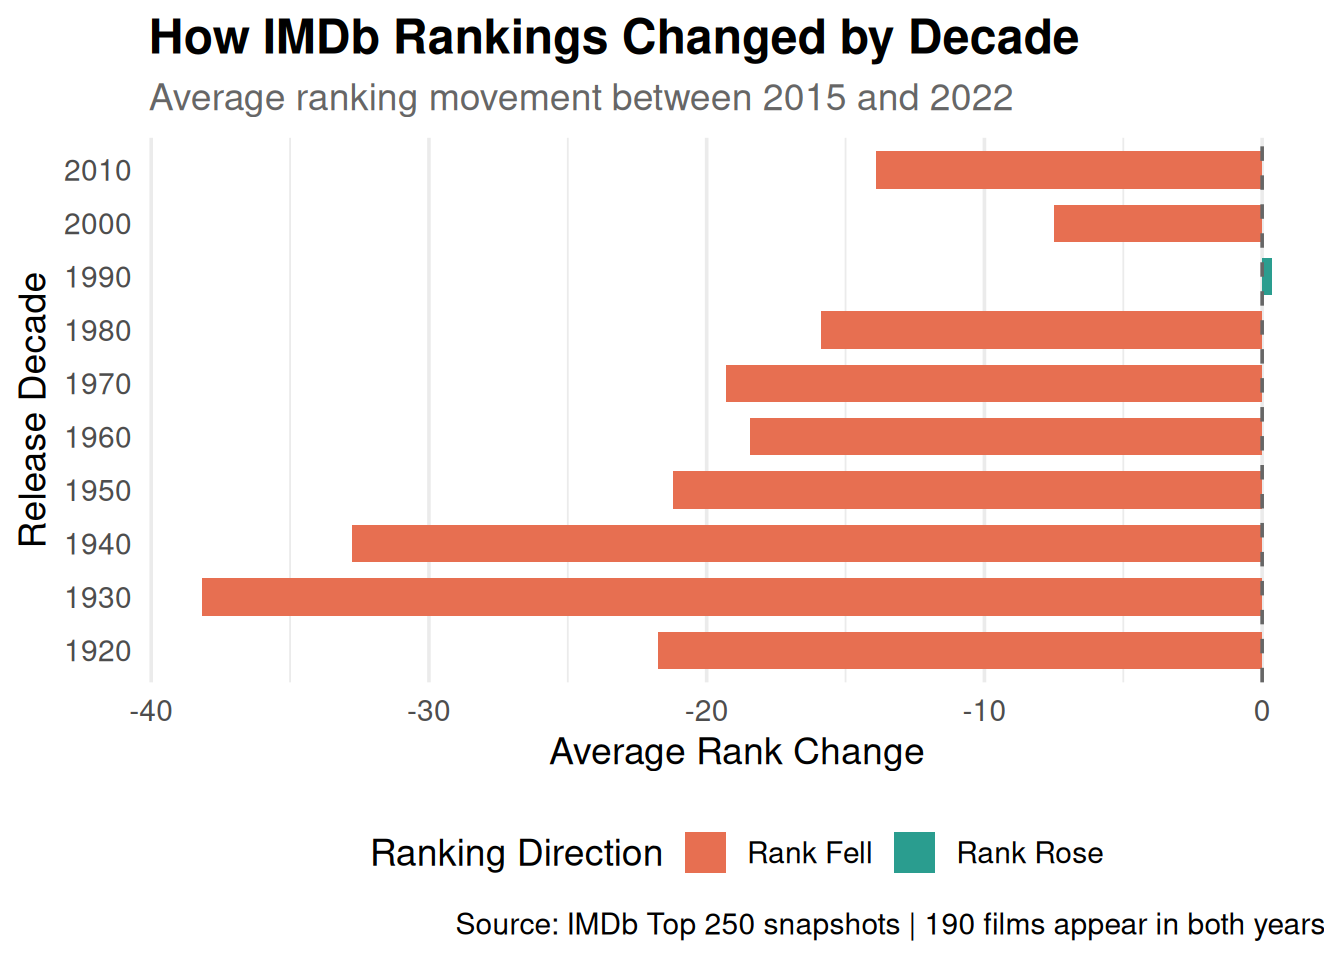 How IMDb Rankings Changed by Decade
Average ranking movement between 2015 and 2022
Release Decade
2010
2000
1990
1980
1970
1960
1950
1940
1930
1920
-40 -30 -20 -10 0
Average Rank Change
Ranking Direction Rank Fell Rank Rose
Source: IMDb Top 250 snapshots | 190 films appear in both years